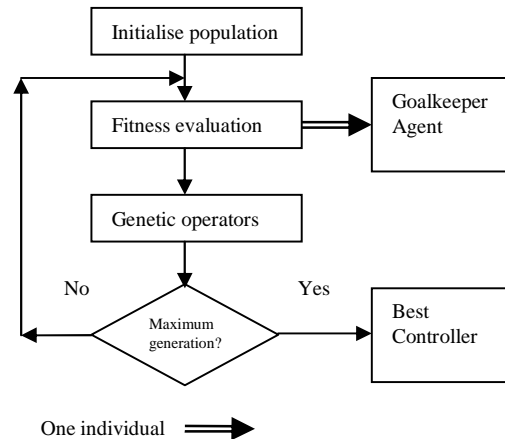 Initialise population
Fitness evaluation
Goalkeeper
Agent
Genetic operators
No
Yes
Maximum
generation?
Best
Controller
One individual